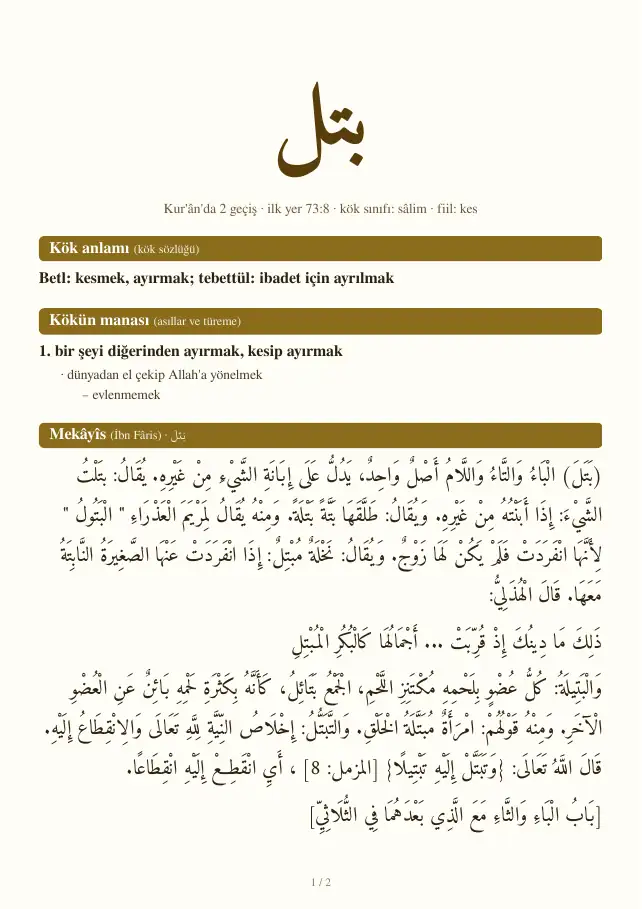 بتل
Kur'ân'da 2 geçiş · ilk yer 73:8 · kök sınıfı: sâlim · fiil: kes
Kök anlamı (kök sözlüğü)
Betl: kesmek, ayırmak; tebettül: ibadet için ayrılmak
Kökün manası (asıllar ve türeme)
1. bir şeyi diğerinden ayırmak, kesip ayırmak
· dünyadan el çekip Allah'a yönelmek
– evlenmemek
Mekâyîs (İbn Fâris) · بَتَلَ
(بَتَلَ) الْبَاءُ وَالتَّاءُ وَاللَّامُ أَصْلٌ وَاحِدٌ، يَدُلُّ عَلَى إِبَانَةِ الشَّيْءِ مِنْ غَيْرِهِ. يُقَالُ: بَتَلْتُ
الشَّيْءَ: إِذَا أَبَنْتُهُ مِنْ غَيْرِهِ. وَيُقَالُ: طَلَّقَهَا بَتَّةً بَتْلَةً. وَمِنْهُ يُقَالُ لِمَرْيَمَ الْعَذْرَاءِ " الْبَتُولُ "
لِأَنَّهَا انْفَرَدَتْ فَلَمْ يَكُنْ لَهَا زَوْجٌ. وَيُقَالُ: نَخْلَةٌ مُبْتِلٌ: إِذَا انْفَرَدَتْ عَنْهَا الصَّغِيرَةُ النَّابِتَةُ
مَعَهَا. قَالَ الْهُذَلِيُّ:
ذَلِكَ مَا دِينُكَ إِذْ قُرِّبَتْ ... أَجْمَالُهَا كَالْبُكُرِ الْمُبْتِلِ
وَالْبَتِيلَةُ: كُلُّ عُضْوٍ بِلَحْمِهِ مُكْتَنِزِ اللَّحْمِ، الْجَمْعُ بَتَائِلُ، كَأَنَّهُ بِكَثْرَةِ لَحْمِهِ بَائِنٌ عَنِ الْعُضْوِ
الْآخَرِ. وَمِنْهُ قَوْلُهُمْ: امْرَأَةٌ مُبَتَّلَةُ الْخَلْقِ. وَالتَّبَتُّلُ: إِخْلَاصُ النِّيَّةِ لِلَّهِ تَعَالَى وَالِانْقِطَاعُ إِلَيْهِ.
قَالَ اللَّهُ تَعَالَى: {وَتَبَتَّلْ إِلَيْهِ تَبْتِيلًا} [المزمل: 8] ، أَيِ انْقَطِعْ إِلَيْهِ انْقِطَاعًا.
[بَابُ الْبَاءِ وَالثَّاءِ مَعَ الَّذِي بَعْدَهُمَا فِي الثُّلَاثِيِّ]
1 / 2